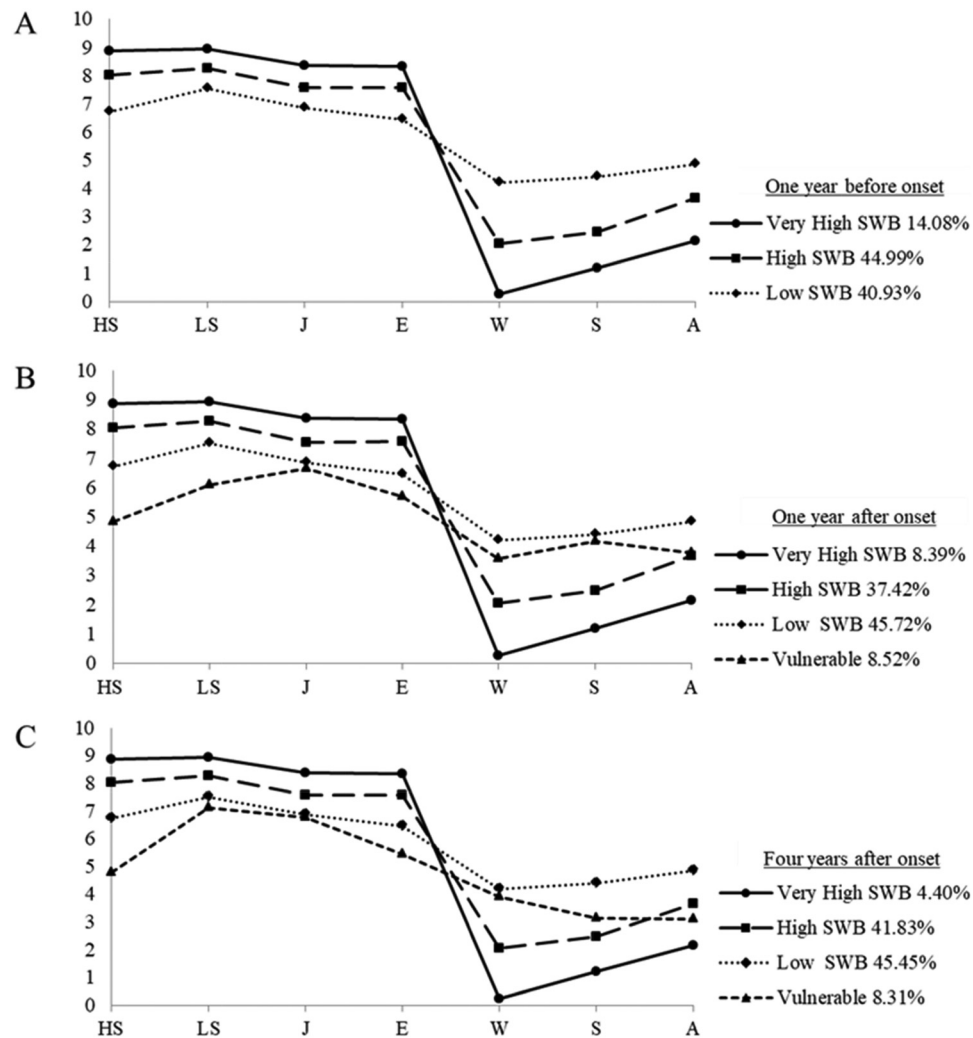 A
10
9
8
7
6
5
4
3
2
1
0
HS LS J E W S A
One year before onset
Very High SWB 14.08%
High SWB 44.99%
Low SWB 40.93%
B
10
9
8
7
6
5
4
3
2
1
0
HS LS J E W S A
One year after onset
Very High SWB 8.39%
High SWB 37.42%
Low SWB 45.72%
Vulnerable 8.52%
C
10
9
8
7
6
5
4
3
2
1
0
HS LS J E W S A
Four years after onset
Very High SWB 4.40%
High SWB 41.83%
Low SWB 45.45%
Vulnerable 8.31%